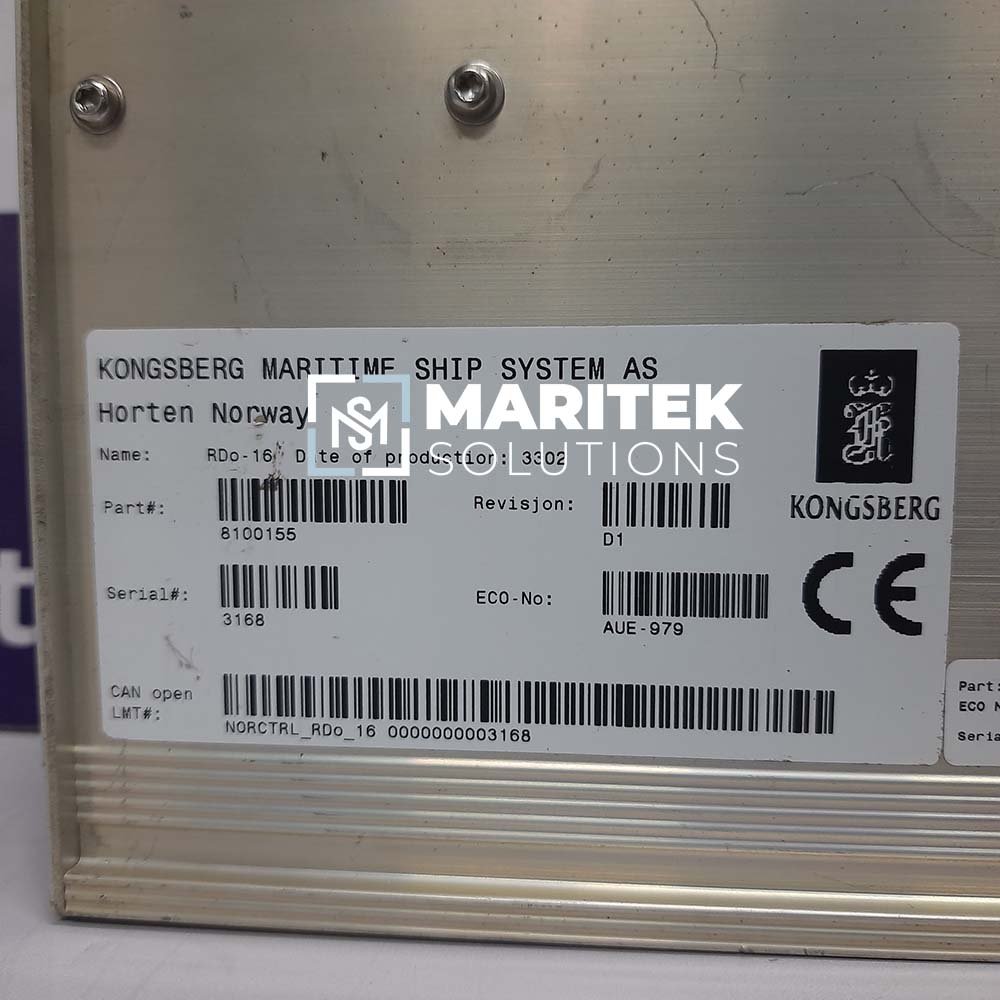 KONGSBERG MARITIME SHIP SYSTEM AS
Horten Norway
MARITEK
SOLUTIONS
Name: RDo-16 Date of production: 3302
Part#: 8100155
Revisjon: D1
KONGSBERG
CE
Serial#: 3168
ECO-No: AUE-979
CAN open
LMT#: NORCTRL_RDo_16 0000000003168
Part
ECO N
Seria
t